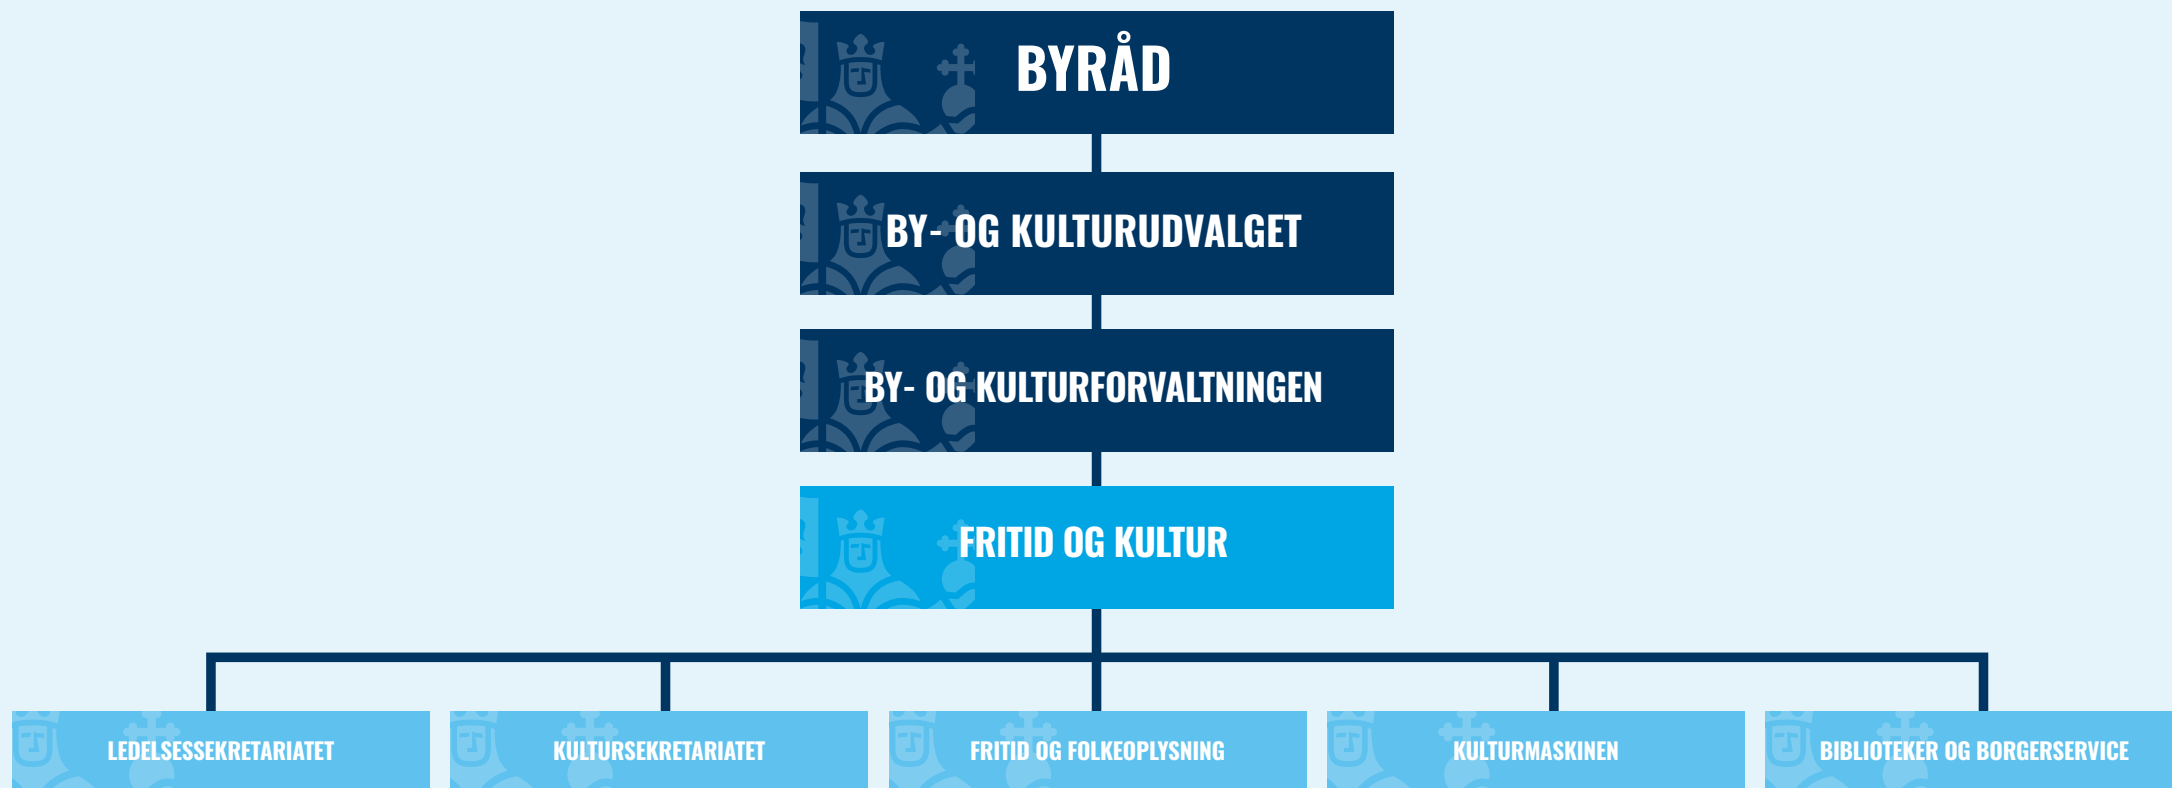 BYRÅD
BY- OG KULTURUDVALGET
BY- OG KULTURFORVALTNINGEN
FRITID OG KULTUR
LEDELSESSEKRETARIATET
KULTURSEKRETARIATET
FRITID OG FOLKEOPLYSNING
KULTURMASKINEN
BIBLIOTEKER OG BORGERSERVICE